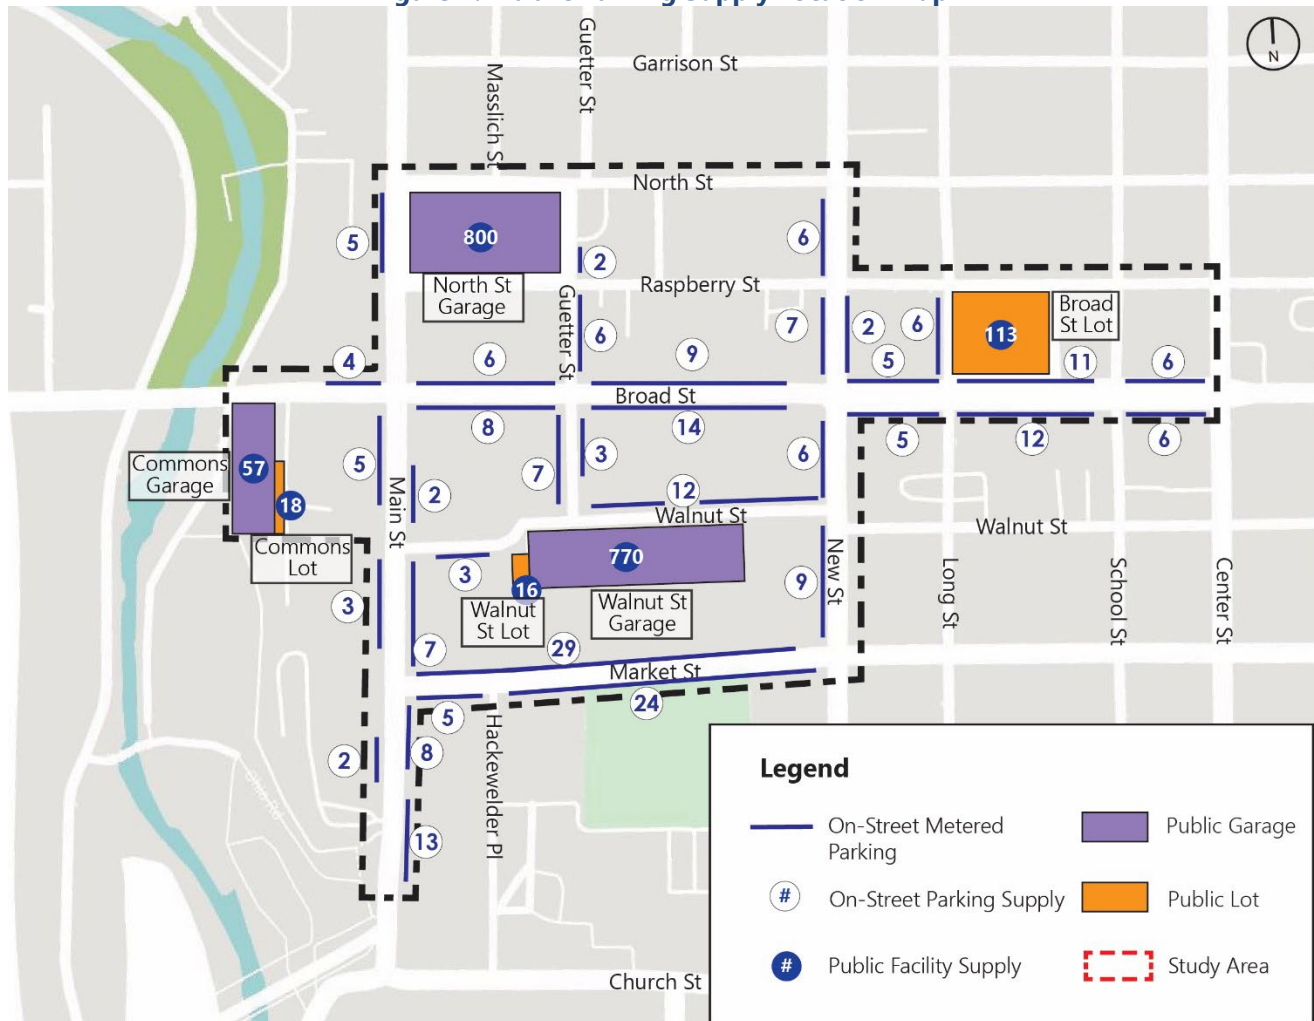 Guetter St
Garrison St
Masslich St
N
North St
800
5
6
2
North St
Garage
Raspberry St
Guetter St
6
7
2
6
5
113
Broad
St Lot
11
6
4
6
9
Broad St
8
14
5
12
6
Commons
Garage
57
18
5
2
7
3
6
12
Main St
Walnut St
Walnut St
Commons
Lot
3
770
16
9
New St
Long St
School St
Center St
Walnut
St Lot
Walnut St
Garage
3
7
29
Market St
24
5
2
8
Hackewelder Pl
Ohio Rd
13
Church St
Legend
On-Street Metered
Parking
Public Garage
#
On-Street Parking Supply
Public Lot
#
Public Facility Supply
Study Area